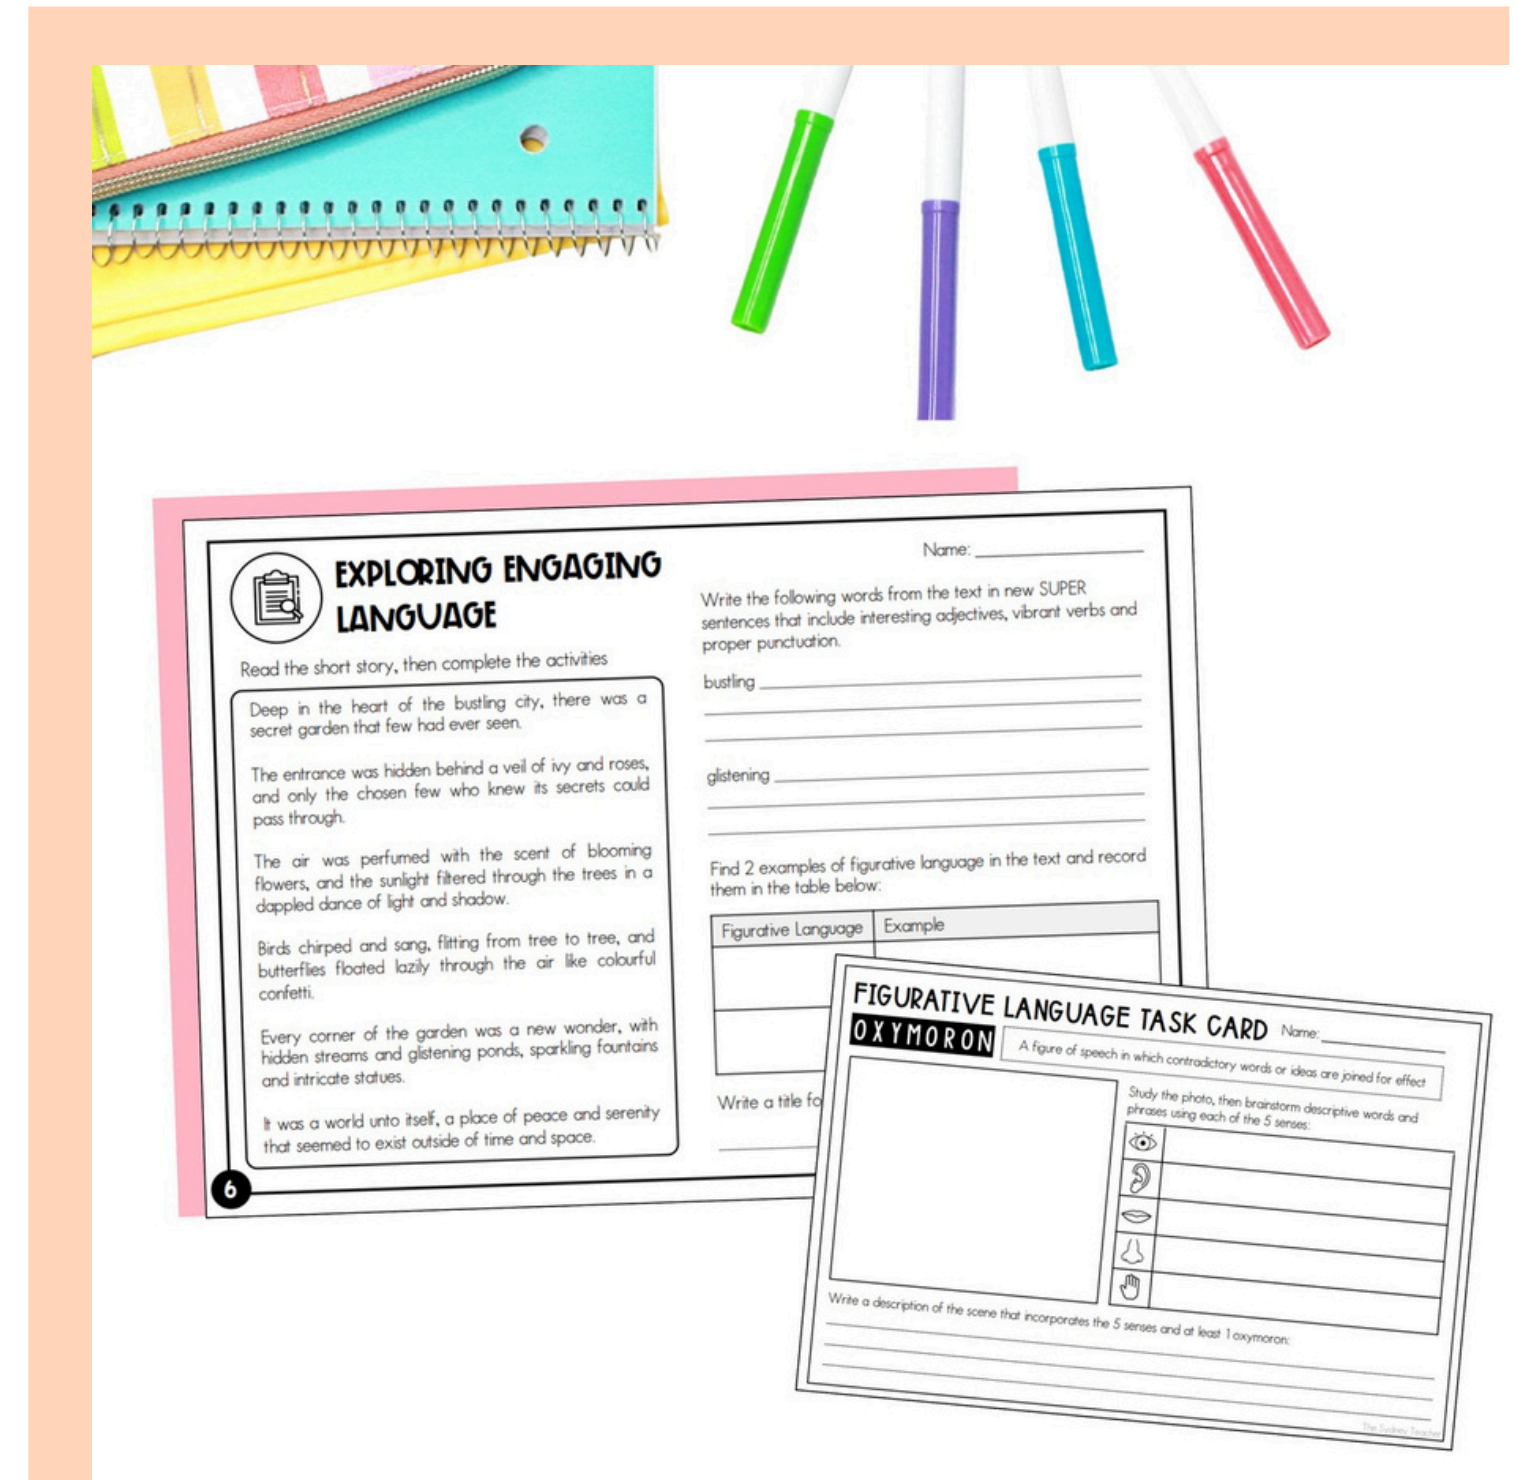 EXPLORING ENGAGING
LANGUAGE
Read the short story, then complete the activities
Deep in the heart of the bustling city, there was a
secret garden that few had ever seen.
The entrance was hidden behind a veil of ivy and roses,
and only the chosen few who knew its secrets could
pass through.
The air was perfumed with the scent of blooming
flowers, and the sunlight filtered through the trees in a
dappled dance of light and shadow.
Birds chirped and sang, flitting from tree to tree, and
butterflies floated lazily through the air like colourful
confetti.
Every corner of the garden was a new wonder, with
hidden streams and glistening ponds, sparkling fountains
and intricate statues.
It was a world unto itself, a place of peace and serenity
that seemed to exist outside of time and space.
6
Name:
Write the following words from the text in new SUPER
sentences that include interesting adjectives, vibrant verbs and
proper punctuation.
bustling
glistening
Find 2 examples of figurative language in the text and record
them in the table below:
Figurative Language Example
Write a title fo
FIGURATIVE LANGUAGE TASK CARD Name:
OXYMORON
A figure of speech in which contradictory words or ideas are joined for effect
Study the photo, then brainstorm descriptive words and
phrases using each of the 5 senses:
Write a description of the scene that incorporates the 5 senses and at least 1 oxymoron:
The Sydney Teacher